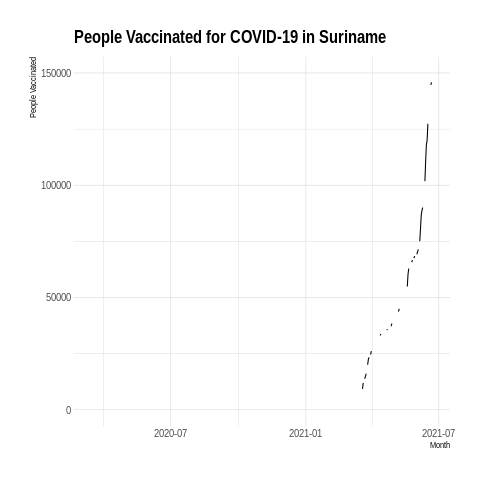 People Vaccinated for COVID-19 in Suriname
People Vaccinated
150000
100000
50000
0
2020-07
2021-01
2021-07
Month